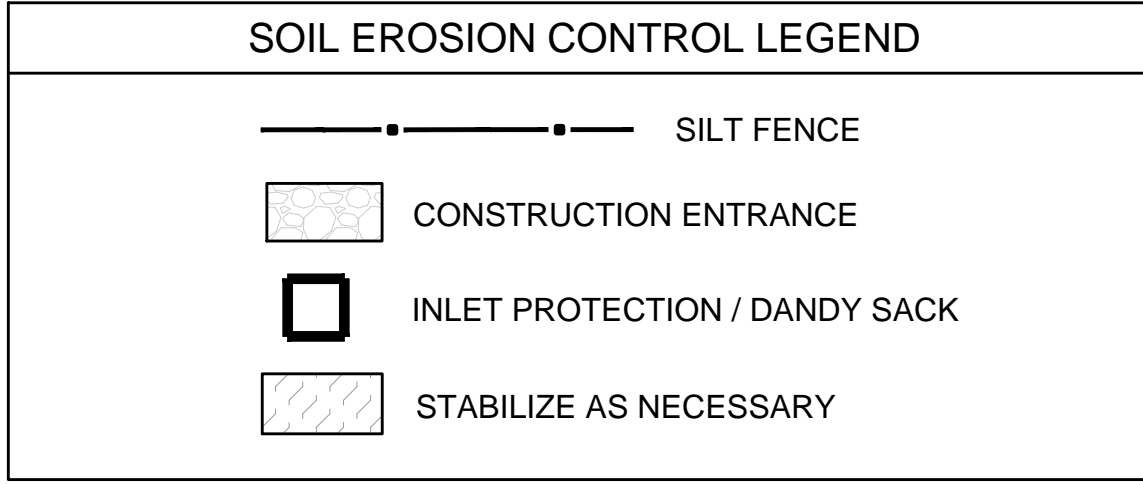 SOIL EROSION CONTROL LEGEND
SILT FENCE
CONSTRUCTION ENTRANCE
INLET PROTECTION / DANDY SACK
STABILIZE AS NECESSARY